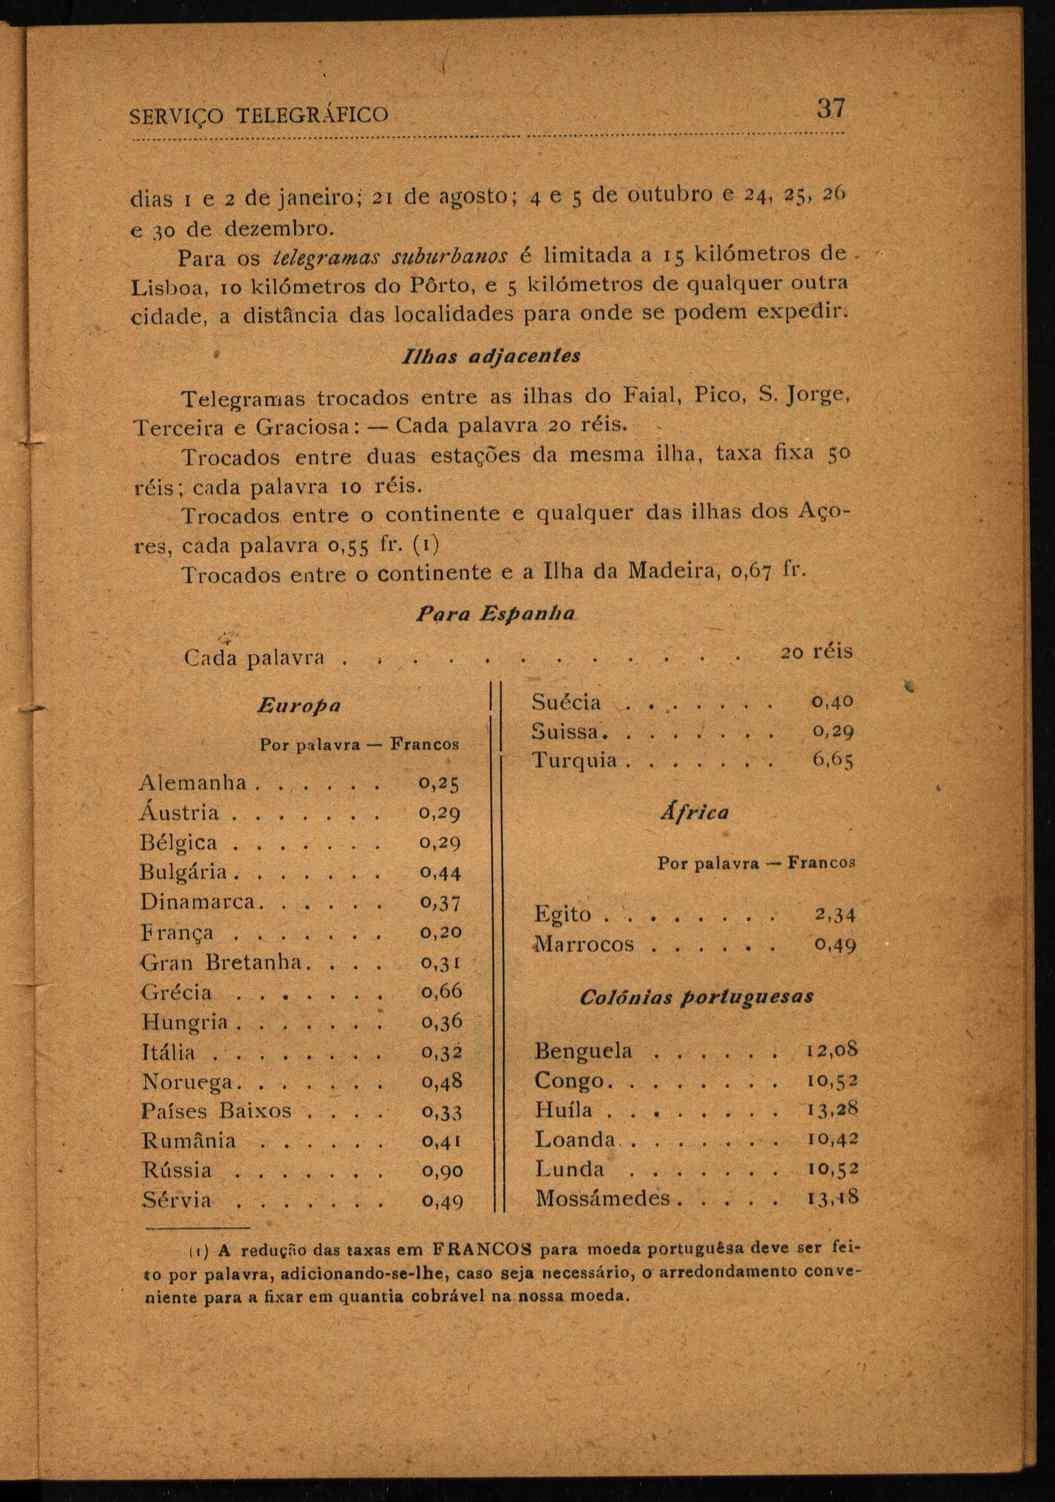 SERVIÇO TELEGRÁFICO 37
dias 1 e 2 de janeiro; 21 de agosto; 4 e 5 de outubro e 24, 25, 26
e 30 de dezembro.
Para os telegramas suburbanos é limitada a 15 kilómetros de
Lisboa, 10 kilómetros do Pôrto, e 5 kilómetros de qualquer outra
cidade, a distância das localidades para onde se podem expedir.
Ilhas adjacentes
Telegramas trocados entre as ilhas do Faial, Pico, S. Jorge,
Terceira e Graciosa: — Cada palavra 20 réis.
Trocados entre duas estações da mesma ilha, taxa fixa 50
réis; cada palavra 10 réis.
Trocados entre o continente e qualquer das ilhas dos Aço-
res, cada palavra 0,55 fr. (1)
Trocados entre o continente e a Ilha da Madeira, 0,67 fr.
Para Espanha
Cada palavra . . . . . . . . . . . . 20 réis
Europa
Por palavra — Francos
Alemanha . . . . . . 0,25
Áustria . . . . . . . 0,29
Bélgica . . . . . . . 0,29
Bulgária . . . . . . . 0,44
Dinamarca. . . . . . 0,37
França . . . . . . . 0,20
Gran Bretanha. . . . 0,31
Grécia . . . . . . . 0,66
Hungria . . . . . . . 0,36
Itália . . . . . . . . 0,32
Noruega. . . . . . . 0,48
Países Baixos . . . . 0,33
Rumânia . . . . . . 0,41
Rússia . . . . . . . 0,90
Sérvia . . . . . . . 0,49
Suécia . . . . . . . 0,40
Suissa. . . . . . . . 0,29
Turquia . . . . . . . 6,65
África
Por palavra — Francos
Egito . . . . . . . . 2,34
Marrocos . . . . . . 0,49
Colónias portuguesas
Benguela . . . . . . 12,08
Congo. . . . . . . . 10,52
Huíla . . . . . . . . 13,28
Loanda . . . . . . . 10,42
Lunda . . . . . . . 10,52
Mossámedes . . . . . 13,18
(1) A redução das taxas em FRANCOS para moeda portuguêsa deve ser fei-
to por palavra, adicionando-se-lhe, caso seja necessário, o arredondamento conve-
niente para a fixar em quantia cobrável na nossa moeda.